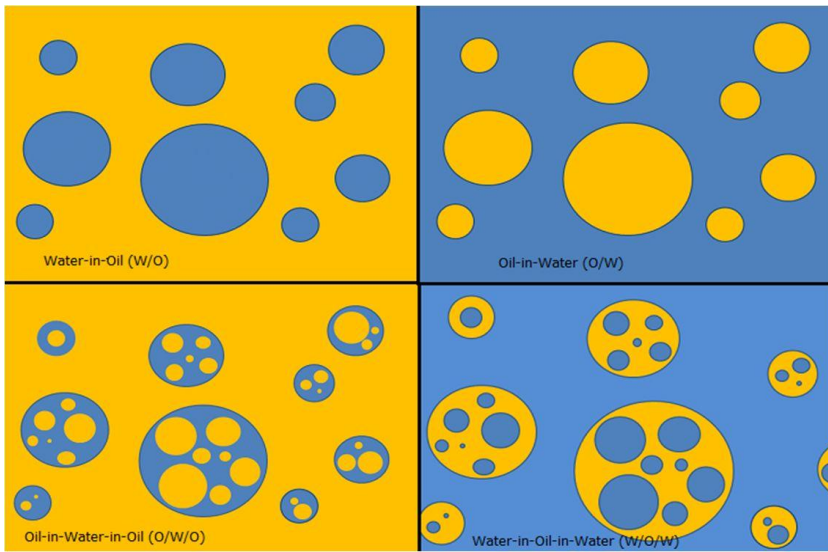 Water-in-Oil (W/O)
Oil-in-Water (O/W)
Oil-in-Water-in-Oil (O/W/O)
Water-in-Oil-in-Water (W/O/W)